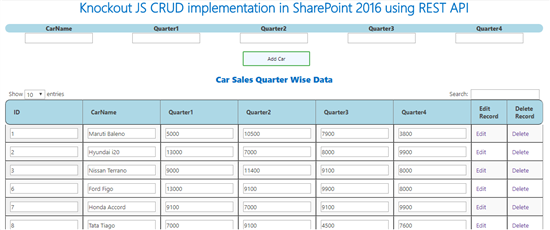 Knockout JS CRUD implementation in SharePoint 2016 using REST API
CarName Quarter1 Quarter2 Quarter3 Quarter4
Add Car
Car Sales Quarter Wise Data
Show 10 entries Search:
ID CarName Quarter1 Quarter2 Quarter3 Quarter4 Edit Record Delete Record
1 Maruti Baleno 5000 10500 7900 3800 Edit Delete
2 Hyundai i20 13000 7000 8000 9900 Edit Delete
3 Nissan Terrano 9000 11400 9100 8000 Edit Delete
6 Ford Figo 13000 9100 9900 8000 Edit Delete
7 Honda Accord 9100 7000 9100 9900 Edit Delete
8 Tata Tiago 7000 9100 4500 7600 Edit Delete